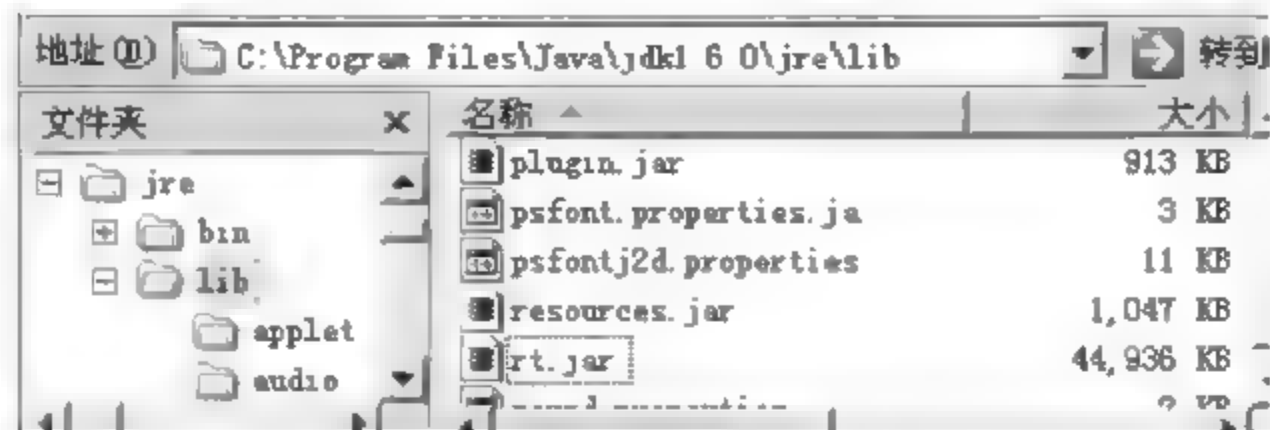 地址(D) C:\Program Files\Java\jdk1 6 0\jre\lib 转到
文件夹 x
名称 大小
jre
bin
lib
applet
audio
plugin.jar 913 KB
psfont.properties.ja 3 KB
psfontj2d.properties 11 KB
resources.jar 1,047 KB
rt.jar 44,936 KB